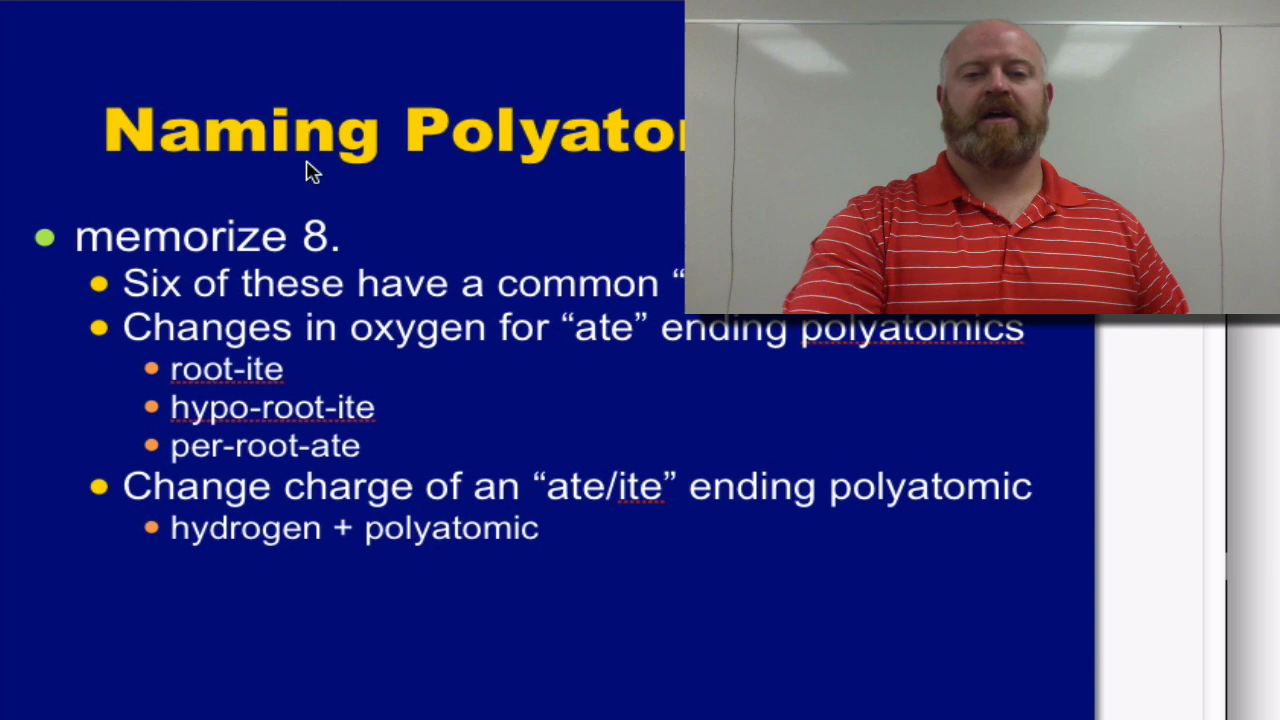 Naming Polyato
memorize 8.
Six of these have a common “
Changes in oxygen for “ate” ending polyatomics
root-ite
hypo-root-ite
per-root-ate
Change charge of an “ate/ite” ending polyatomic
hydrogen + polyatomic